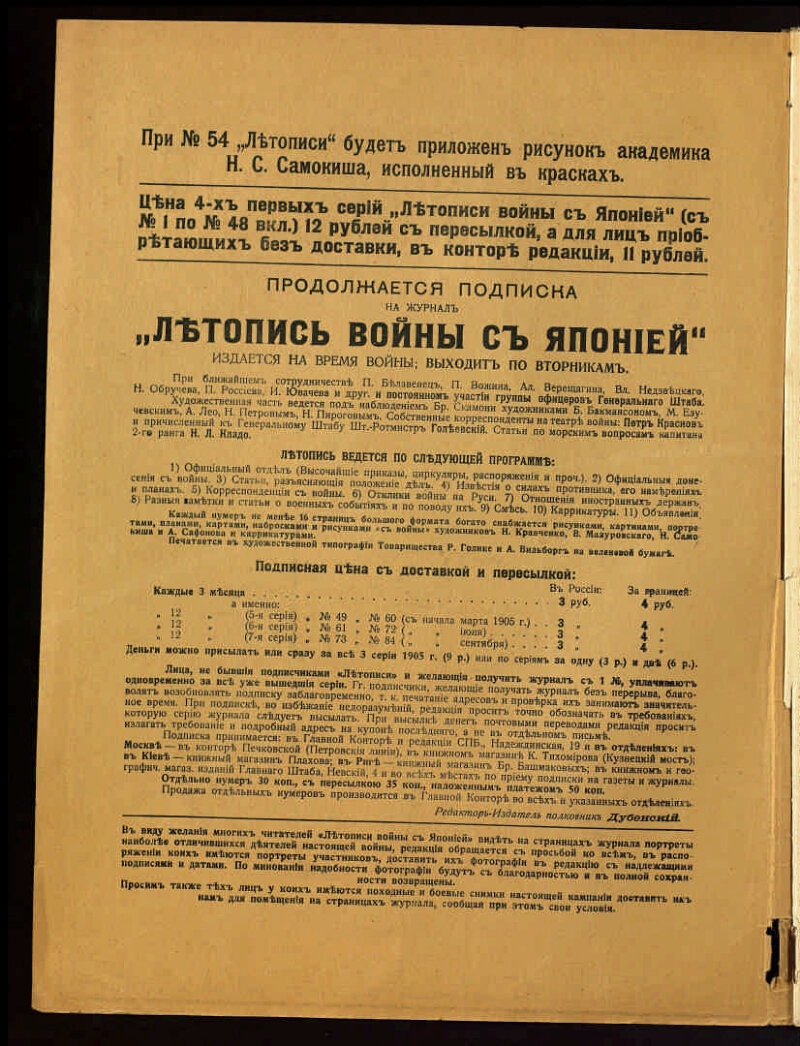 При № 54 „Лѣтописи“ будетъ приложенъ рисунокъ академика
Н. С. Самокиша, исполненный въ краскахъ.
Цѣна 4-хъ первыхъ серій „Лѣтописи войны съ Японіей“ (съ
№ 1 по № 48 вкл.) 12 рублей съ пересылкой, а для лицъ пріоб-
рѣтающихъ безъ доставки, въ конторѣ редакціи, 11 рублей.
ПРОДОЛЖАЕТСЯ ПОДПИСКА
НА ЖУРНАЛЪ
„ЛѢТОПИСЬ ВОЙНЫ СЪ ЯПОНІЕЙ“
ИЗДАЕТСЯ НА ВРЕМЯ ВОЙНЫ; ВЫХОДИТЪ ПО ВТОРНИКАМЪ.
При ближайшемъ сотрудничествѣ П. Бѣлавенецъ, П. Вожина, Ал. Верещагина, Вл. Недзвѣцкаго,
Н. Обручева, П. Россіева, И. Ювачева и друг. и постоянномъ участіи группы офицеровъ Генеральнаго Штаба.
Художественная часть ведется подъ наблюденіемъ Бр. Скамони художниками Б. Бакмансономъ, М. Езу-
чевскимъ, А. Лео, Н. Петровымъ, Н. Пироговымъ. Собственные корреспонденты на театрѣ войны: Петръ Красновъ
и причисленный къ Генеральному Штабу Шт.-Ротмистръ Голѣевскій. Статьи по морскимъ вопросамъ капитана
2-го ранга Н. Л. Кладо.
ЛѢТОПИСЬ ВЕДЕТСЯ ПО СЛѢДУЮЩЕЙ ПРОГРАММѢ:
1) Офиціальный отдѣлъ (Высочайшіе приказы, циркуляры, распоряженія и проч.). 2) Офиціальныя доне-
сенія съ войны. 3) Статьи, разъясняющія положеніе дѣлъ. 4) Извѣстія о силахъ противника, его намѣреніяхъ
и планахъ. 5) Корреспонденціи съ войны. 6) Отклики войны на Руси. 7) Отношенія иностранныхъ державъ.
8) Разныя замѣтки и статьи о военныхъ событіяхъ и по поводу ихъ. 9) Смѣсь. 10) Каррикатуры. 11) Объявленія.
Каждый нумеръ не менѣе 16 страницъ большого формата богато снабжается рисунками, картинами, портре-
тами, планами, картами, набросками и рисунками «съ войны» художниковъ Н. Кравченко, В. Мазуровскаго, Н. Само-
киша и А. Сафонова и каррикатурами.
Печатается въ художественной типографіи Товарищества Р. Голике и А. Вильборгъ на веленевой бумагѣ.
Подписная цѣна съ доставкой и пересылкой:
Въ Россіи: За границей:
Каждые 3 мѣсяца . . . . . . . . . . . . . . . . 3 руб. 4 руб.
а именно:
„ 12 „ (5-я серія) „ № 49 „ № 60 (съ начала марта 1905 г.) . . 3 „ 4 „
„ 12 „ (6-я серія) „ № 61 „ № 72 ( „ „ іюня) . . . . . . 3 „ 4 „
„ 12 „ (7-я серія) „ № 73 „ № 84 ( „ „ сентября) . . . . 3 „ 4 „
Деньги можно присылать или сразу за всѣ 3 серіи 1905 г. (9 р.) или по серіямъ за одну (3 р.) и двѣ (6 р.).
Лица, не бывшія подписчиками «Лѣтописи» и желающія получить журналъ съ 1 №, уплачиваютъ
одновременно за всѣ уже вышедшія серіи. Гг. подписчики, желающіе получать журналъ безъ перерыва, благо-
волятъ возобновлять подписку заблаговременно, т. к. печатаніе адресовъ и провѣрка ихъ занимаютъ значитель-
ное время. При подпискѣ, во избѣжаніе недоразумѣній, редакція проситъ точно обозначать въ требованіяхъ,
которую серію журнала слѣдуетъ высылать. При высылкѣ денегъ почтовыми переводами редакція проситъ
излагать требованіе и подробный адресъ на купонѣ послѣдняго, а не въ отдѣльномъ письмѣ.
Подписка принимается: въ Главной Конторѣ и редакціи СПБ., Надеждинская, 19 и въ отдѣленіяхъ: въ
Москвѣ — въ конторѣ Печковской (Петровскія линіи), въ книжномъ магазинѣ К. Тихомірова (Кузнецкій мостъ);
въ Кіевѣ — книжный магазинъ Плахова; въ Ригѣ — книжный магазинъ Бр. Башмаковыхъ; въ книжномъ и гео-
графич. магаз. изданій Главнаго Штаба, Невскій, 4 и во всѣхъ мѣстахъ по пріему подписки на газеты и журналы.
Отдѣльно нумеръ 30 коп., съ пересылкою 35 коп., наложеннымъ платежомъ 50 коп.
Продажа отдѣльныхъ нумеровъ производится въ Главной Конторѣ во всѣхъ и указанныхъ отдѣленіяхъ.
Редакторъ-Издатель полковникъ Дубенскій.
Въ виду желанія многихъ читателей «Лѣтописи войны съ Японіей» видѣть на страницахъ журнала портреты
наиболѣе отличившихся дѣятелей настоящей войны, редакція обращается съ просьбой ко всѣмъ, въ распо-
ряженіи коихъ имѣются портреты участниковъ, доставить ихъ фотографіи въ редакцію съ надлежащими
подписями и датами. По минованіи надобности фотографіи будутъ съ благодарностью и въ полной сохран-
ности возвращены.
Просимъ также тѣхъ лицъ у коихъ имѣются походные и боевые снимки настоящей кампаніи доставить ихъ
намъ для помѣщенія на страницахъ журнала, сообщая при этомъ свои условія.